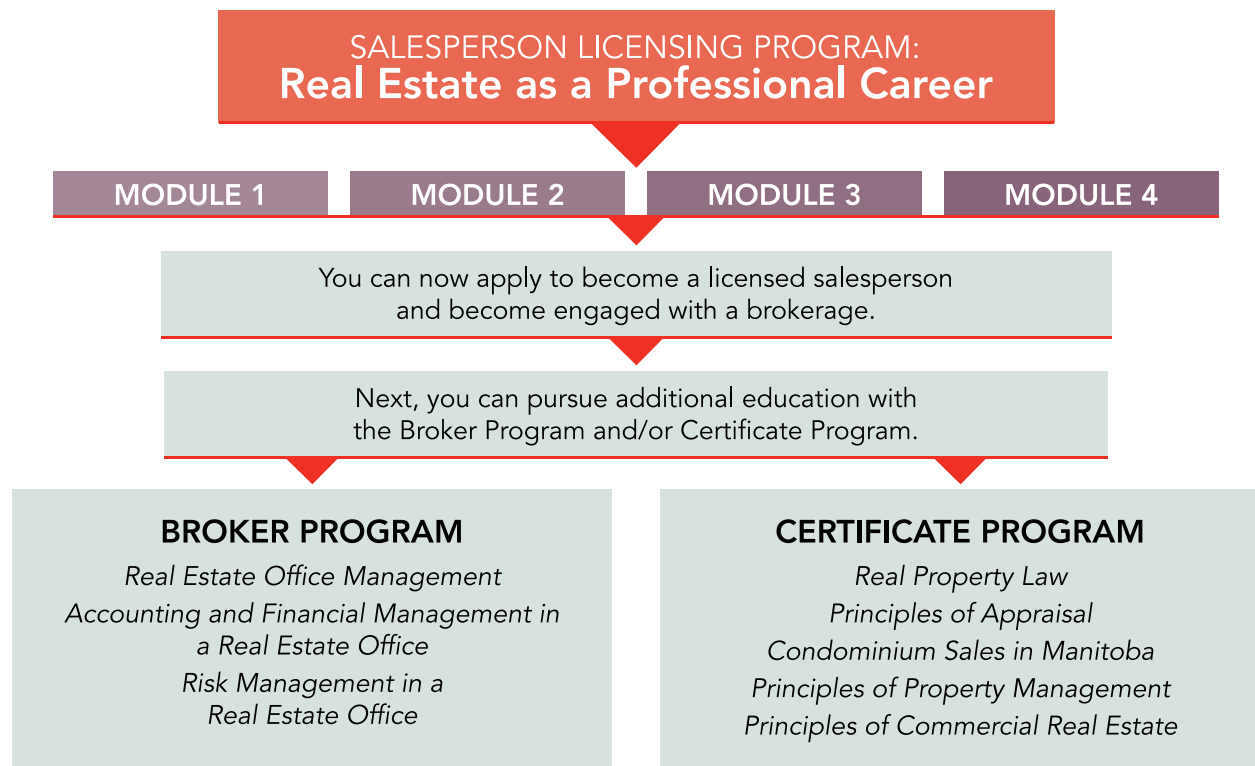 SALESPERSON LICENSING PROGRAM:
Real Estate as a Professional Career
MODULE 1
MODULE 2
MODULE 3
MODULE 4
You can now apply to become a licensed salesperson
and become engaged with a brokerage.
Next, you can pursue additional education with
the Broker Program and/or Certificate Program.
BROKER PROGRAM
Real Estate Office Management
Accounting and Financial Management in
a Real Estate Office
Risk Management in a
Real Estate Office
CERTIFICATE PROGRAM
Real Property Law
Principles of Appraisal
Condominium Sales in Manitoba
Principles of Property Management
Principles of Commercial Real Estate